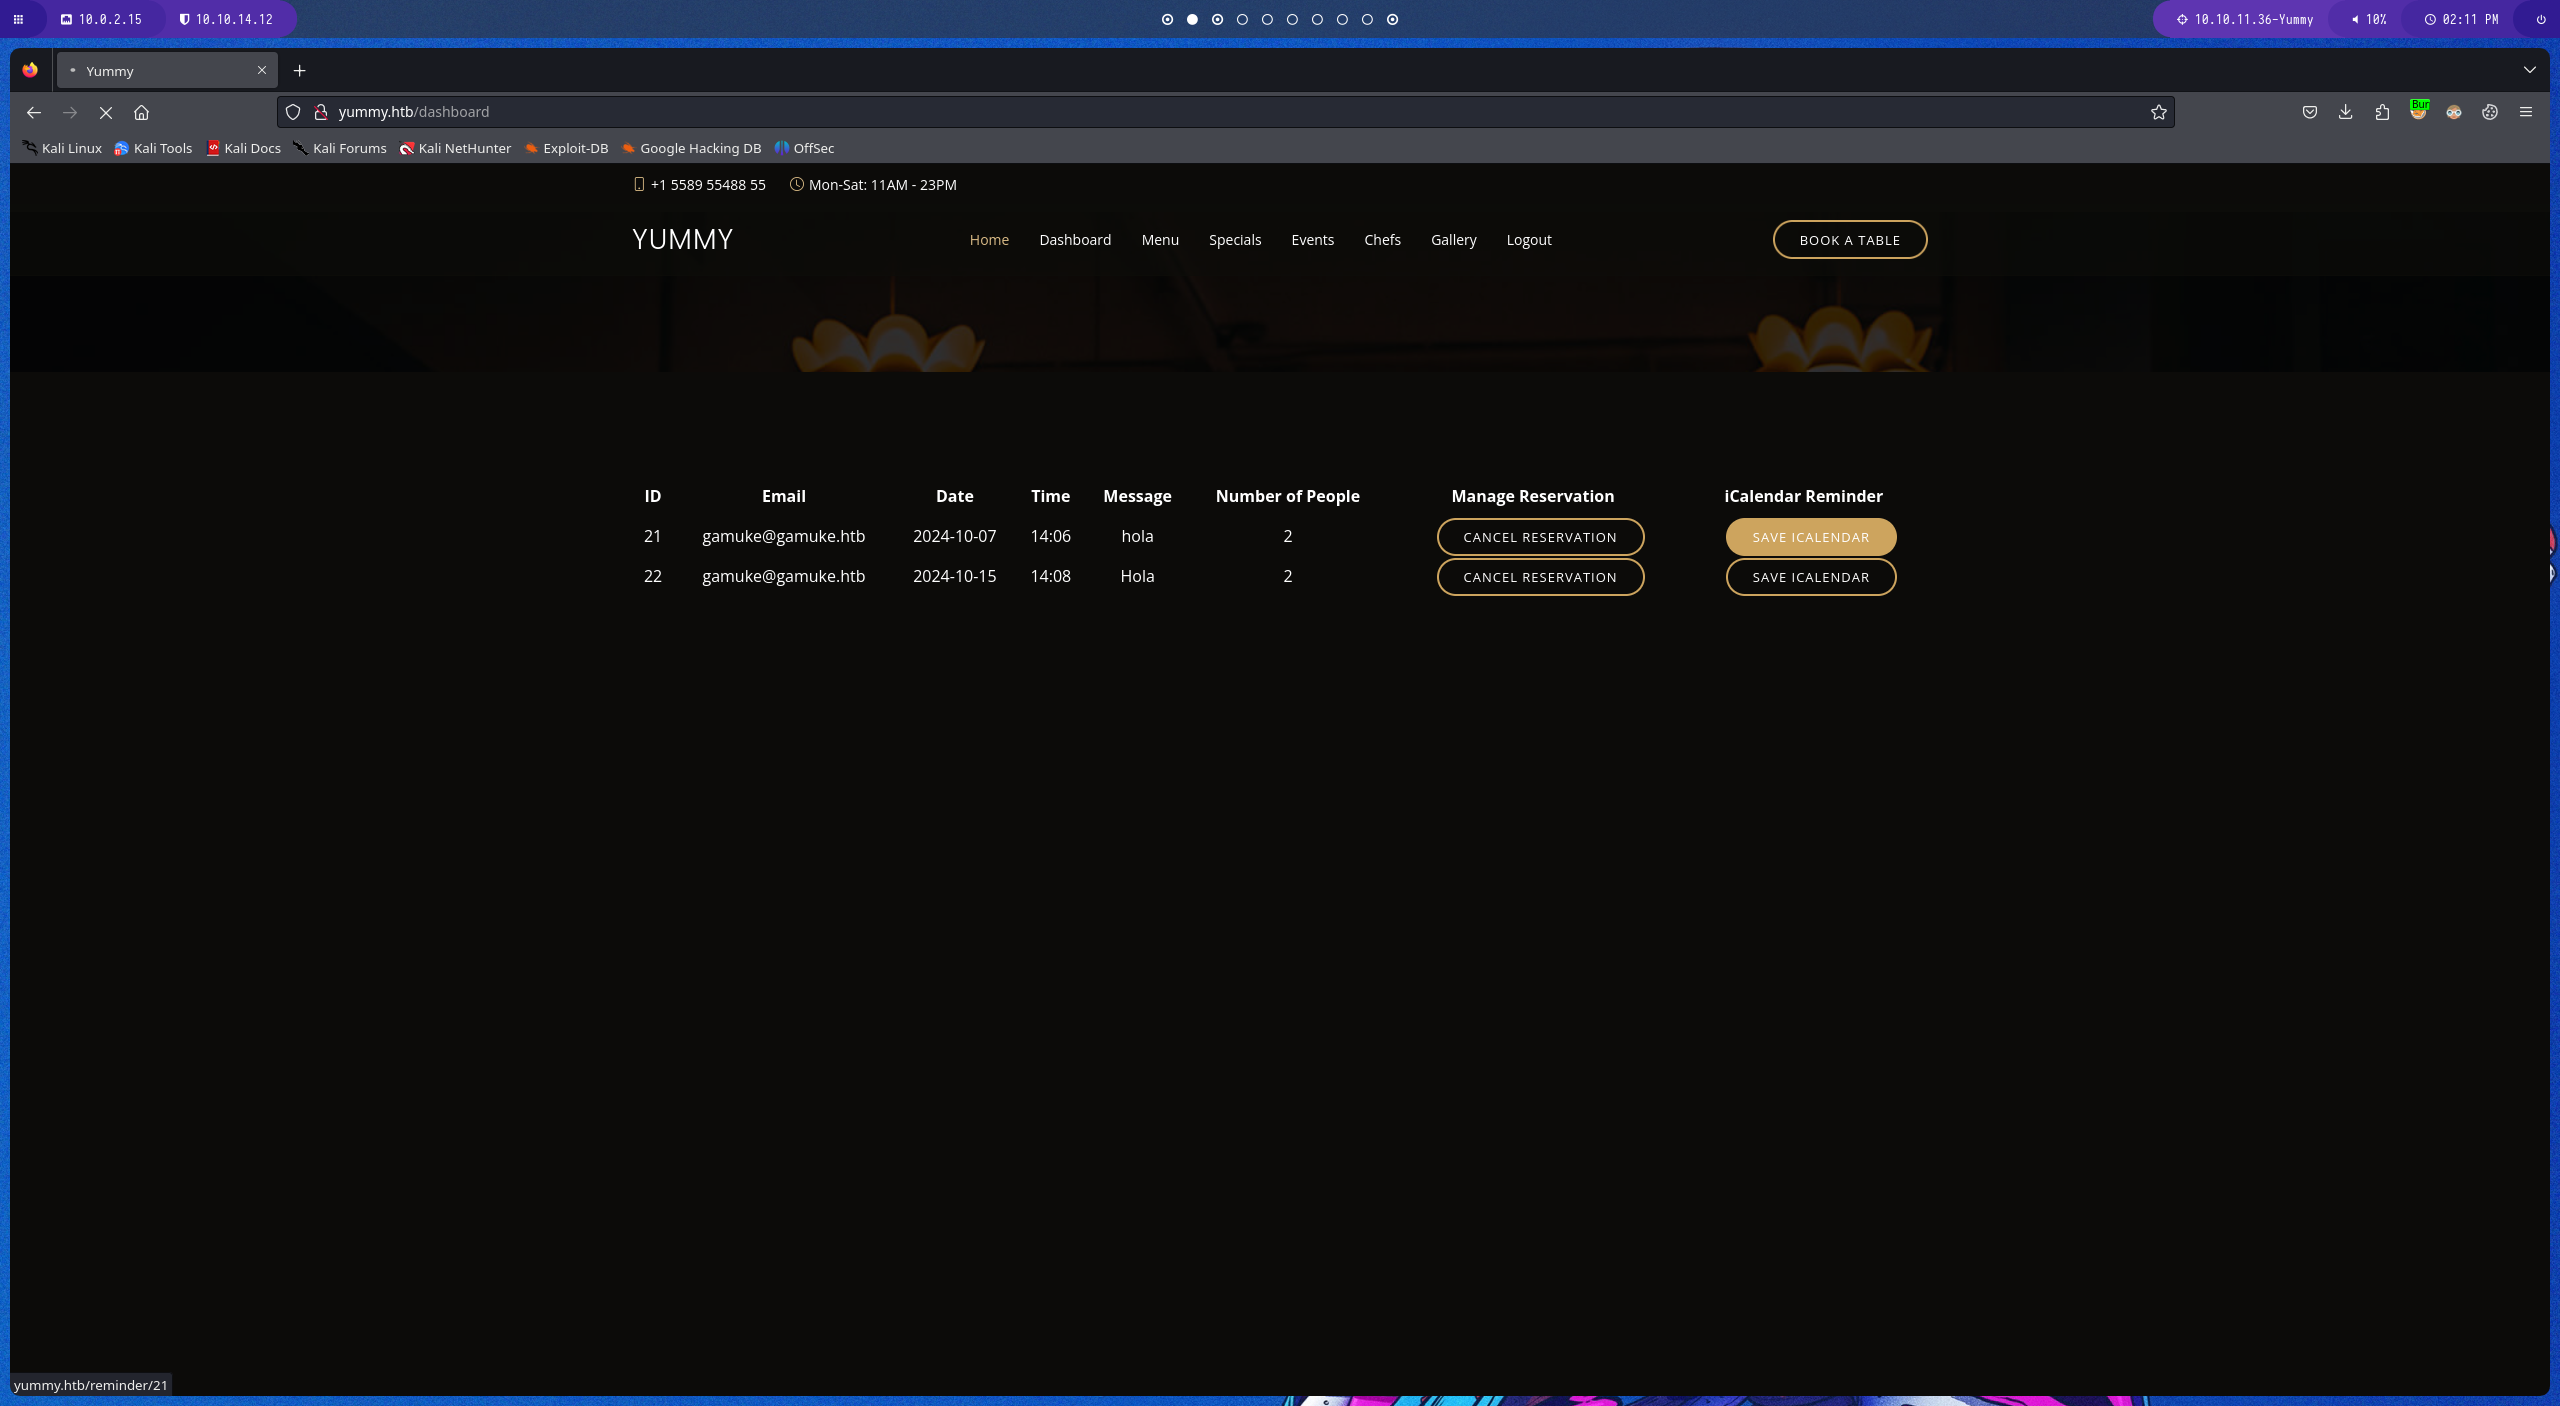 10.0.2.15 10.10.14.12 10.10.11.36-Yummy 10% 02:11 PM
Yummy
yummy.htb/dashboard
Bur
Kali Linux Kali Tools Kali Docs Kali Forums Kali NetHunter Exploit-DB Google Hacking DB OffSec
+1 5589 55488 55 Mon-Sat: 11AM - 23PM
YUMMY Home Dashboard Menu Specials Events Chefs Gallery Logout BOOK A TABLE
ID Email Date Time Message Number of People Manage Reservation iCalendar Reminder
21 gamuke@gamuke.htb 2024-10-07 14:06 hola 2 CANCEL RESERVATION SAVE ICALENDAR
22 gamuke@gamuke.htb 2024-10-15 14:08 Hola 2 CANCEL RESERVATION SAVE ICALENDAR
yummy.htb/reminder/21